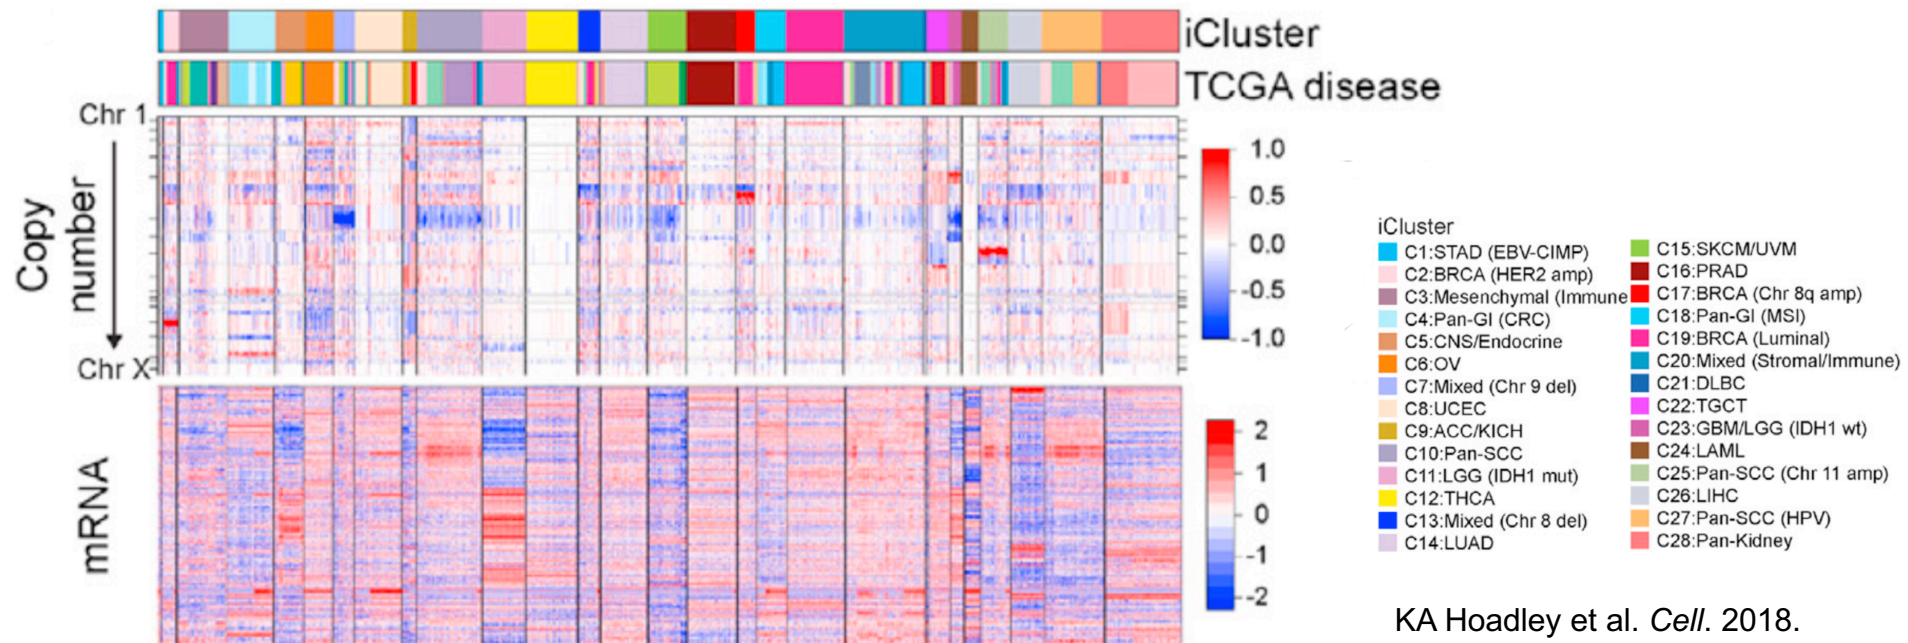 iCluster
TCGA disease
Chr 1
Copy
number
Chr X
1.0
0.5
0.0
-0.5
-1.0
mRNA
2
1
0
-1
-2
iCluster
C1:STAD (EBV-CIMP)
C2:BRCA (HER2 amp)
C3:Mesenchymal (Immune
C4:Pan-GI (CRC)
C5:CNS/Endocrine
C6:OV
C7:Mixed (Chr 9 del)
C8:UCEC
C9:ACC/KICH
C10:Pan-SCC
C11:LGG (IDH1 mut)
C12:THCA
C13:Mixed (Chr 8 del)
C14:LUAD
C15:SKCM/UVM
C16:PRAD
C17:BRCA (Chr 8q amp)
C18:Pan-GI (MSI)
C19:BRCA (Luminal)
C20:Mixed (Stromal/Immune)
C21:DLBC
C22:TGCT
C23:GBM/LGG (IDH1 wt)
C24:LAML
C25:Pan-SCC (Chr 11 amp)
C26:LIHC
C27:Pan-SCC (HPV)
C28:Pan-Kidney
KA Hoadley et al. Cell. 2018.